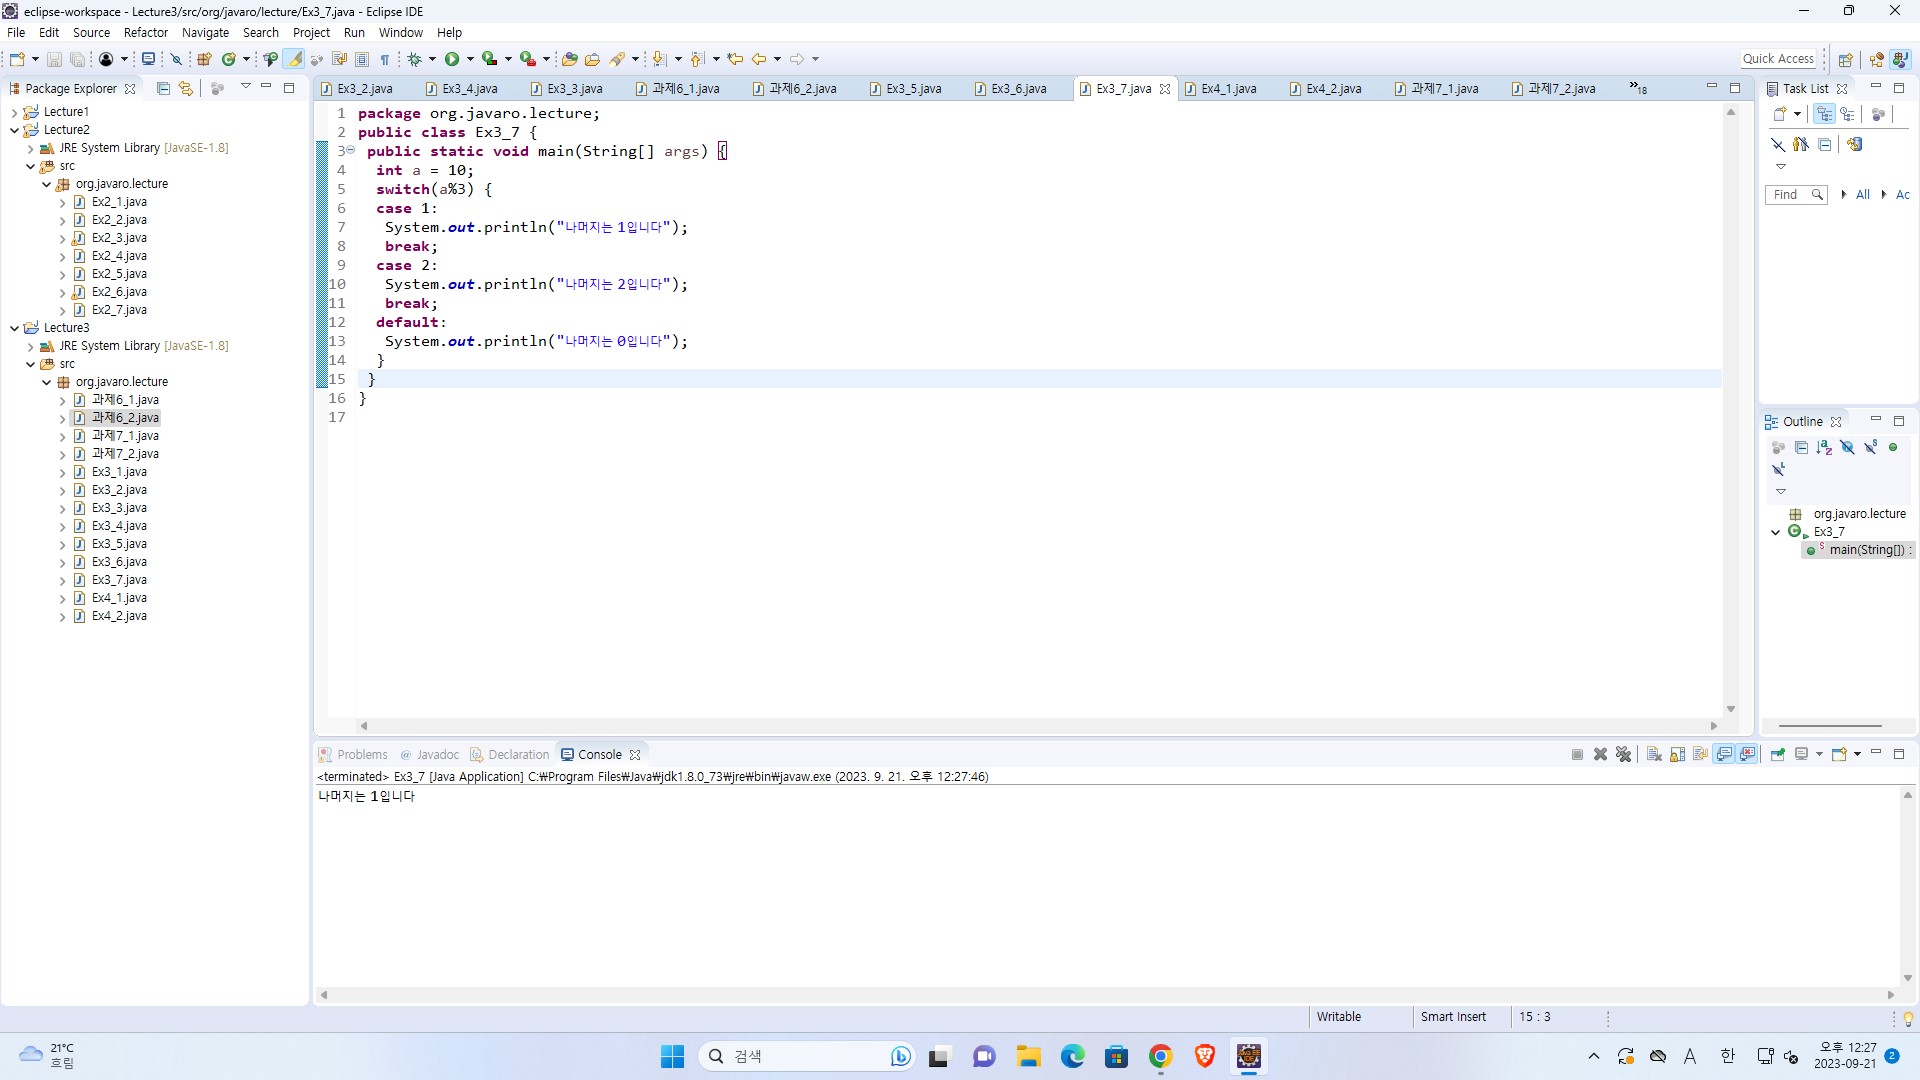 eclipse-workspace - Lecture3/src/org/javaro/lecture/Ex3_7.java - Eclipse IDE
File Edit Source Refactor Navigate Search Project Run Window Help
Quick Access
Package Explorer
Lecture1
Lecture2
JRE System Library [JavaSE-1.8]
src
org.javaro.lecture
Ex2_1.java
Ex2_2.java
Ex2_3.java
Ex2_4.java
Ex2_5.java
Ex2_6.java
Ex2_7.java
Lecture3
JRE System Library [JavaSE-1.8]
src
org.javaro.lecture
과제6_1.java
과제6_2.java
과제7_1.java
과제7_2.java
Ex3_1.java
Ex3_2.java
Ex3_3.java
Ex3_4.java
Ex3_5.java
Ex3_6.java
Ex3_7.java
Ex4_1.java
Ex4_2.java
Ex3_2.java Ex3_4.java Ex3_3.java 과제6_1.java 과제6_2.java Ex3_5.java Ex3_6.java Ex3_7.java Ex4_1.java Ex4_2.java 과제7_1.java 과제7_2.java »18
1 package org.javaro.lecture;
2 public class Ex3_7 {
3 public static void main(String[] args) {
4 int a = 10;
5 switch(a%3) {
6 case 1:
7 System.out.println("나머지는 1입니다");
8 break;
9 case 2:
10 System.out.println("나머지는 2입니다");
11 break;
12 default:
13 System.out.println("나머지는 0입니다");
14 }
15 }
16 }
17
Task List
Find All Ac
Outline
org.javaro.lecture
Ex3_7
main(String[]) :
Problems Javadoc Declaration Console
<terminated> Ex3_7 [Java Application] C:₩Program Files₩Java₩jdk1.8.0_73₩jre₩bin₩javaw.exe (2023. 9. 21. 오후 12:27:46)
나머지는 1입니다
Writable Smart Insert 15 : 3
21°C
흐림
검색
A 한
오후 12:27
2023-09-21
2